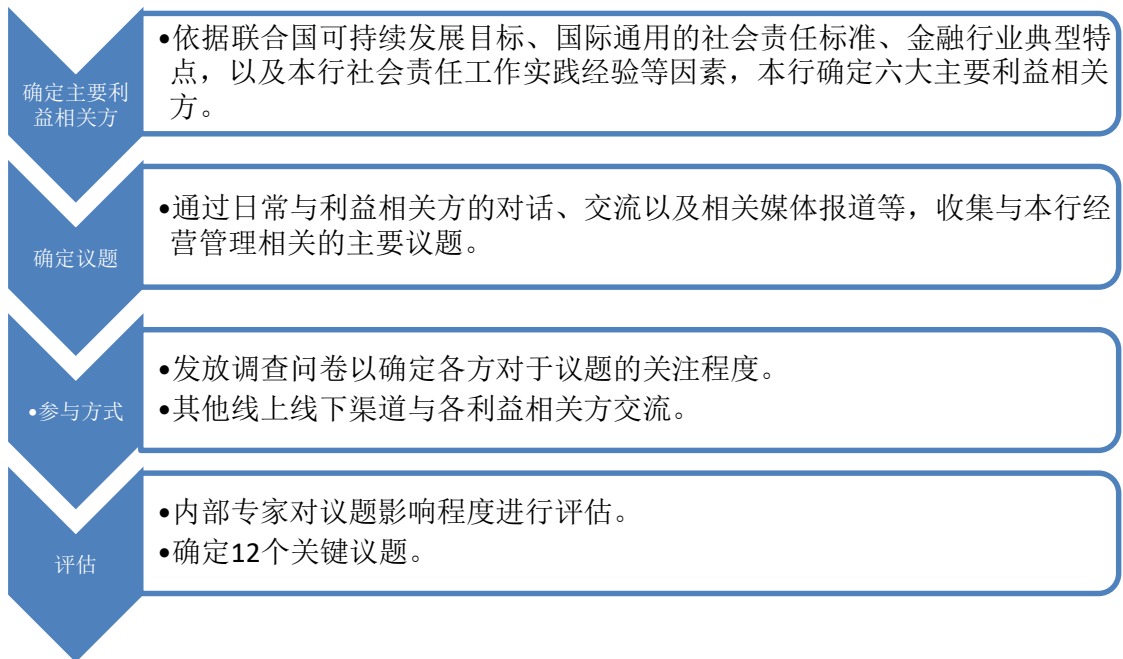 确定主要利
益相关方
•依据联合国可持续发展目标、国际通用的社会责任标准、金融行业典型特
点，以及本行社会责任工作实践经验等因素，本行确定六大主要利益相关
方。
确定议题
•通过日常与利益相关方的对话、交流以及相关媒体报道等，收集与本行经
营管理相关的主要议题。
•参与方式
•发放调查问卷以确定各方对于议题的关注程度。
•其他线上线下渠道与各利益相关方交流。
评估
•内部专家对议题影响程度进行评估。
•确定12个关键议题。